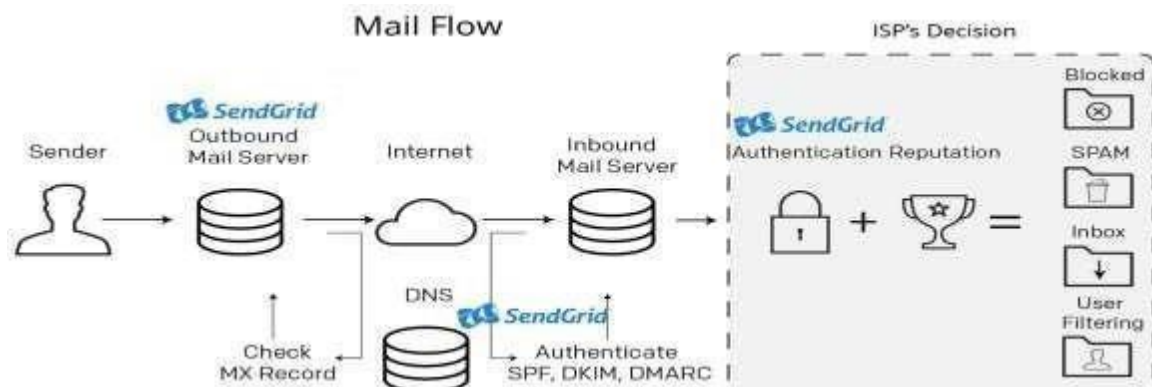 Mail Flow
ISP's Decision
SendGrid
Outbound
Mail Server
Sender
Internet
Inbound
Mail Server
SendGrid
Authentication Reputation
Blocked
SPAM
Inbox
User
Filtering
DNS
SendGrid
Check
MX Record
Authenticate
SPF, DKIM, DMARC